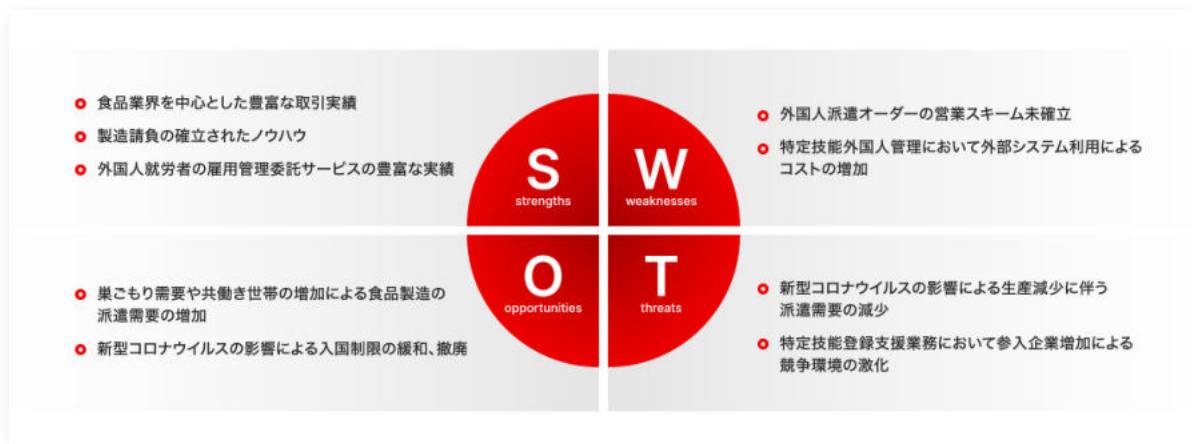 食品業界を中心とした豊富な取引実績
製造請負の確立されたノウハウ
外国人就労者の雇用管理委託サービスの豊富な実績
S
strengths
W
weaknesses
外国人派遣オーダーの営業スキーム未確立
特定技能外国人管理において外部システム利用による
コストの増加
巣ごもり需要や共働き世帯の増加による食品製造の
派遣需要の増加
新型コロナウイルスの影響による入国制限の緩和、撤廃
O
opportunities
T
threats
新型コロナウイルスの影響による生産減少に伴う
派遣需要の減少
特定技能登録支援業務において参入企業増加による
競争環境の激化